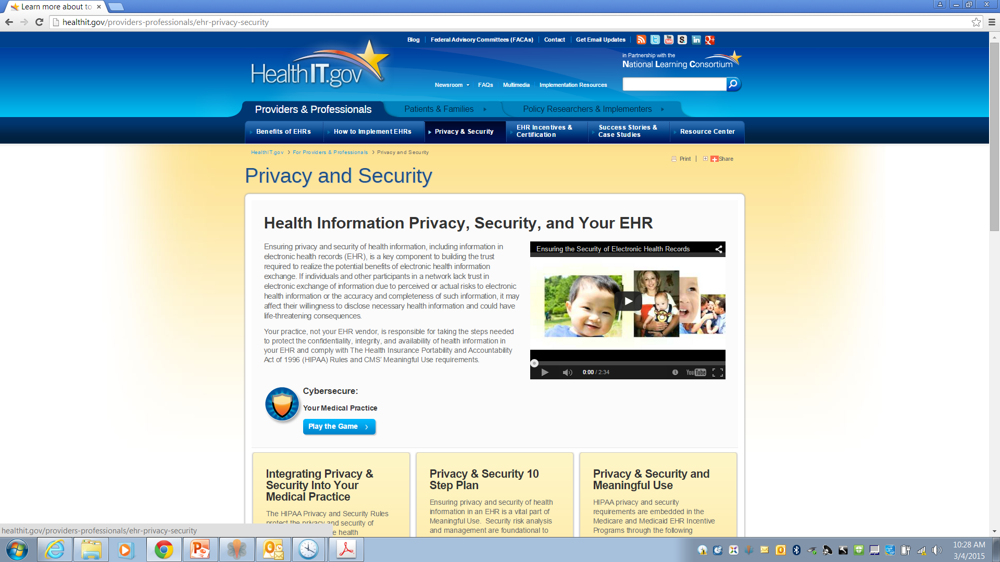 Learn more about to
healthit.gov/providers-professionals/ehr-privacy-security
Blog
Federal Advisory Committees (FACAs)
Contact
Get Email Updates
HealthIT.gov
in Partnership with the
National Learning Consortium
Newsroom
FAQs
Multimedia
Implementation Resources
Providers & Professionals
Patients & Families
Policy Researchers & Implementers
Benefits of EHRs
How to Implement EHRs
Privacy & Security
EHR Incentives &
Certification
Success Stories &
Case Studies
Resource Center
HealthIT.gov > For Providers & Professionals > Privacy and Security
Print | Share
Privacy and Security
Health Information Privacy, Security, and Your EHR
Ensuring privacy and security of health information, including information in
electronic health records (EHR), is a key component to building the trust
required to realize the potential benefits of electronic health information
exchange. If individuals and other participants in a network lack trust in
electronic exchange of information due to perceived or actual risks to electronic
health information or the accuracy and completeness of such information, it may
affect their willingness to disclose necessary health information and could have
life-threatening consequences.
Your practice, not your EHR vendor, is responsible for taking the steps needed
to protect the confidentiality, integrity, and availability of health information in
your EHR and comply with The Health Insurance Portability and Accountability
Act of 1996 (HIPAA) Rules and CMS' Meaningful Use requirements.
Ensuring the Security of Electronic Health Records
0:00 / 2:34
YouTube
Cybersecure:
Your Medical Practice
Play the Game
Integrating Privacy &
Security Into Your
Medical Practice
The HIPAA Privacy and Security Rules
protect the privacy and security of
e health
Privacy & Security 10
Step Plan
Ensuring privacy and security of health
information in an EHR is a vital part of
Meaningful Use. Security risk analysis
and management are foundational to
Privacy & Security and
Meaningful Use
HIPAA privacy and security
requirements are embedded in the
Medicare and Medicaid EHR Incentive
Programs through the following
healthit.gov/providers-professionals/ehr-privacy-security
10:28 AM
3/4/2015